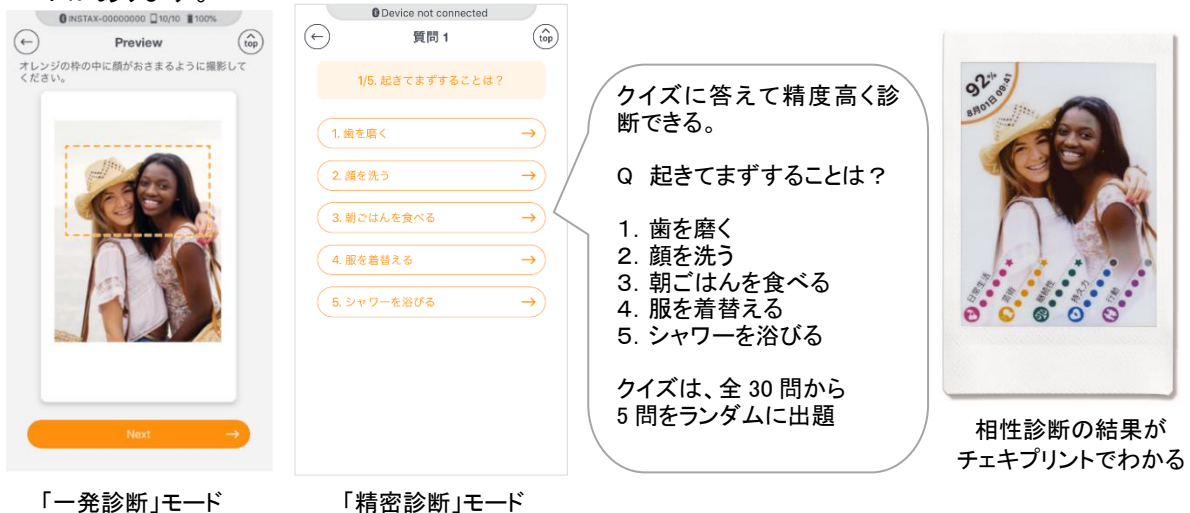 INSTAX-00000000 10/10 100%
← Preview top
オレンジの枠の中に顔がおさまるように撮影して
ください。
Next →
「一発診断」モード
Device not connected
← 質問 1 top
1/5. 起きてまずすることは？
1. 歯を磨く →
2. 顔を洗う →
3. 朝ごはんを食べる →
4. 服を着替える →
5. シャワーを浴びる →
「精密診断」モード
クイズに答えて精度高く診
断できる。
Q 起きてまずすることは？
1. 歯を磨く
2. 顔を洗う
3. 朝ごはんを食べる
4. 服を着替える
5. シャワーを浴びる
クイズは、全 30 問から
5 問をランダムに出題
92%
8月01日 09:41
日常生活
芸術
継続性
持久力
行動
相性診断の結果が
チェキプリントでわかる